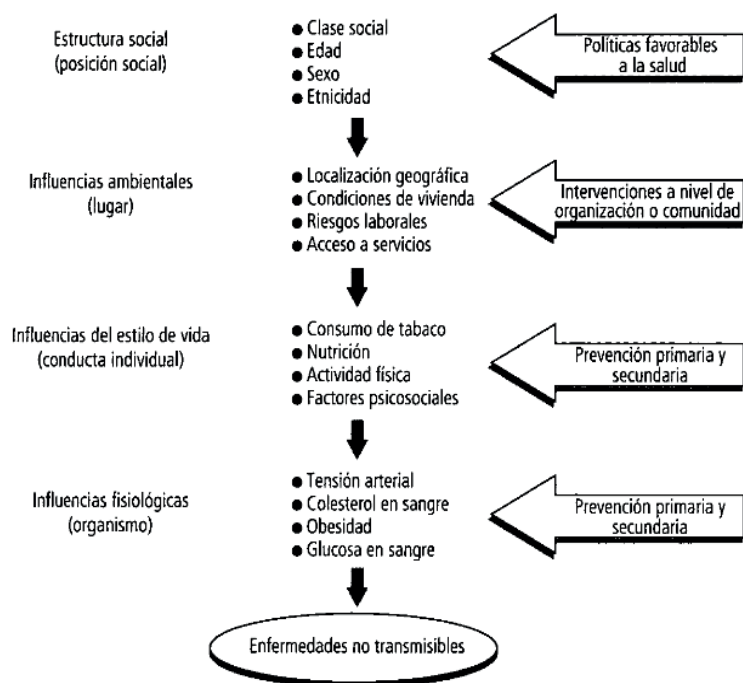 Estructura social
(posición social)
● Clase social
● Edad
● Sexo
● Etnicidad
Políticas favorables
a la salud
Influencias ambientales
(lugar)
● Localización geográfica
● Condiciones de vivienda
● Riesgos laborales
● Acceso a servicios
Intervenciones a nivel de
organización o comunidad
Influencias del estilo de vida
(conducta individual)
● Consumo de tabaco
● Nutrición
● Actividad física
● Factores psicosociales
Prevención primaria y
secundaria
Influencias fisiológicas
(organismo)
● Tensión arterial
● Colesterol en sangre
● Obesidad
● Glucosa en sangre
Prevención primaria y
secundaria
Enfermedades no transmisibles